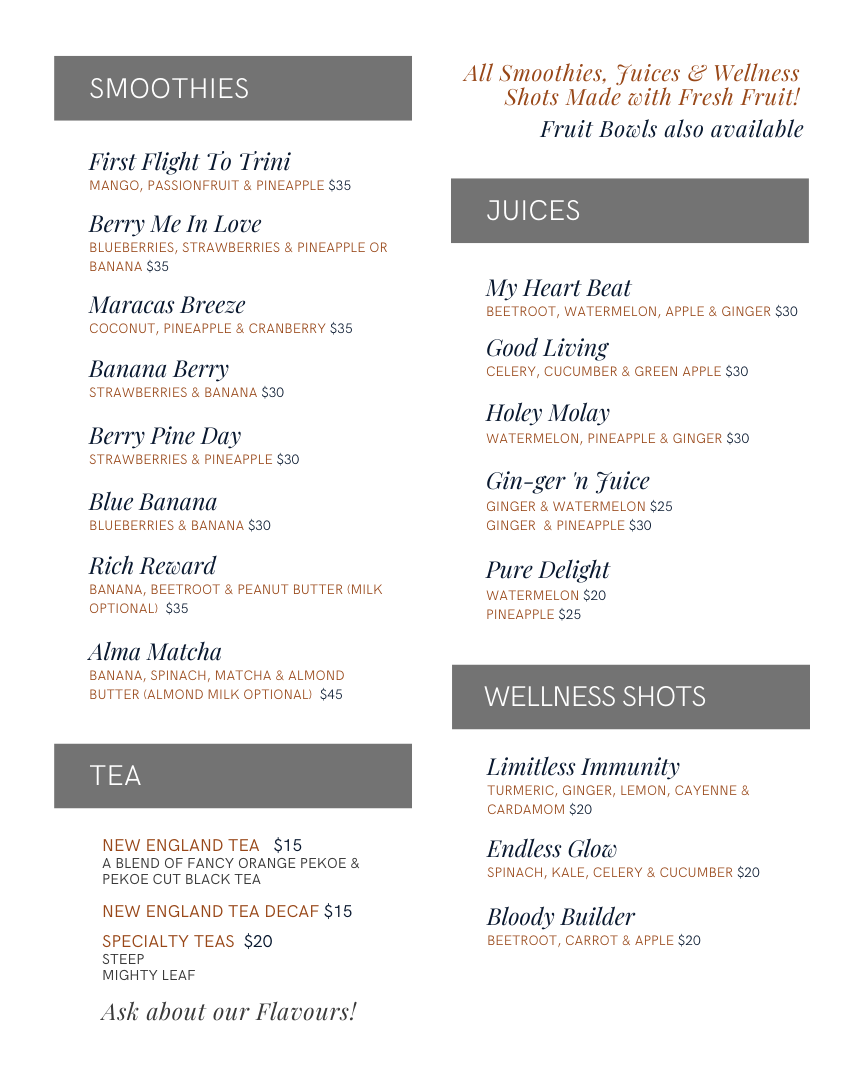 SMOOTHIES
First Flight To Trini
MANGO, PASSIONFRUIT & PINEAPPLE $35
Berry Me In Love
BLUEBERRIES, STRAWBERRIES & PINEAPPLE OR
BANANA $35
Maracas Breeze
COCONUT, PINEAPPLE & CRANBERRY $35
Banana Berry
STRAWBERRIES & BANANA $30
Berry Pine Day
STRAWBERRIES & PINEAPPLE $30
Blue Banana
BLUEBERRIES & BANANA $30
Rich Reward
BANANA, BEETROOT & PEANUT BUTTER (MILK
OPTIONAL) $35
Alma Matcha
BANANA, SPINACH, MATCHA & ALMOND
BUTTER (ALMOND MILK OPTIONAL) $45
TEA
NEW ENGLAND TEA $15
A BLEND OF FANCY ORANGE PEKOE &
PEKOE CUT BLACK TEA
NEW ENGLAND TEA DECAF $15
SPECIALTY TEAS $20
STEEP
MIGHTY LEAF
Ask about our Flavours!
All Smoothies, Juices & Wellness
Shots Made with Fresh Fruit!
Fruit Bowls also available
JUICES
My Heart Beat
BEETROOT, WATERMELON, APPLE & GINGER $30
Good Living
CELERY, CUCUMBER & GREEN APPLE $30
Holey Molay
WATERMELON, PINEAPPLE & GINGER $30
Gin-ger 'n Juice
GINGER & WATERMELON $25
GINGER & PINEAPPLE $30
Pure Delight
WATERMELON $20
PINEAPPLE $25
WELLNESS SHOTS
Limitless Immunity
TURMERIC, GINGER, LEMON, CAYENNE &
CARDAMOM $20
Endless Glow
SPINACH, KALE, CELERY & CUCUMBER $20
Bloody Builder
BEETROOT, CARROT & APPLE $20